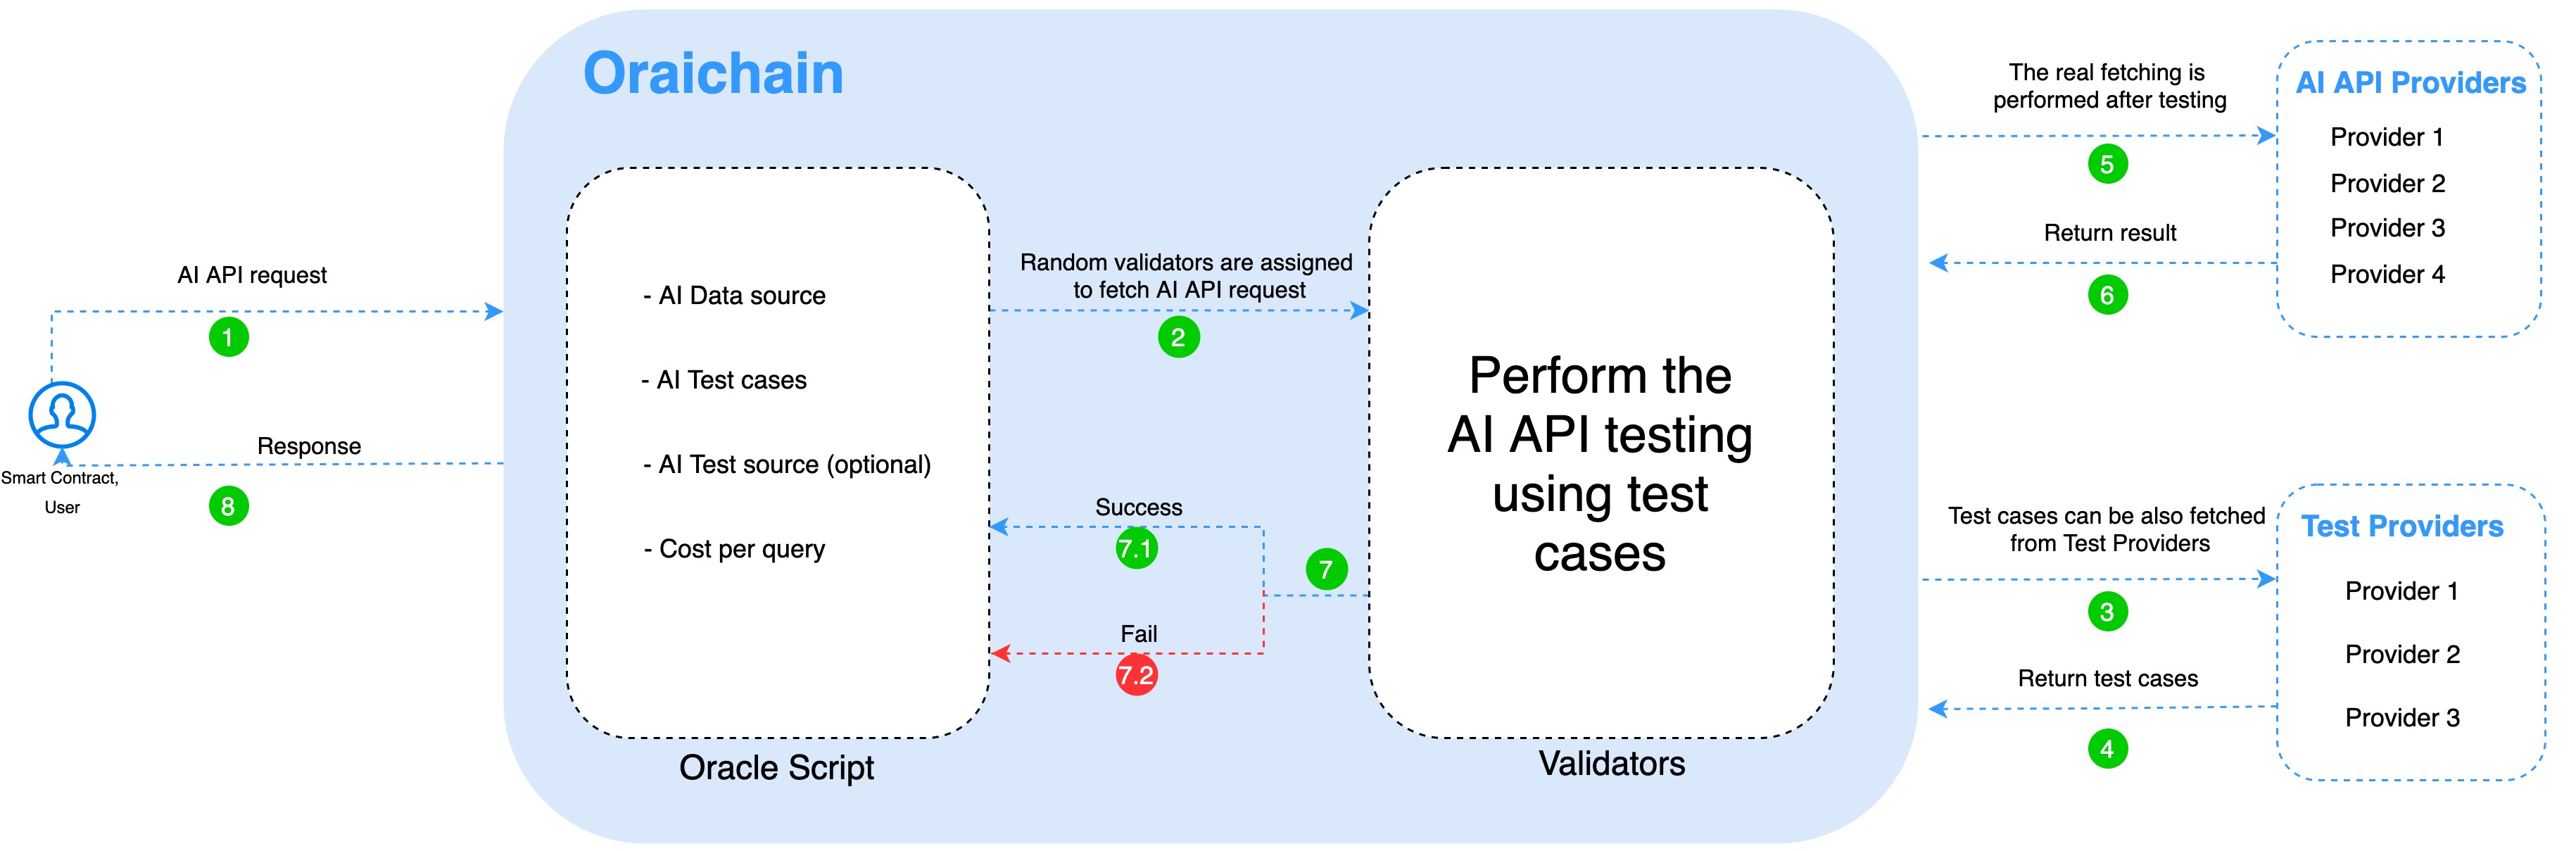 Oraichain
AI API request
1
Smart Contract,
User
Response
8
- AI Data source
- AI Test cases
- AI Test source (optional)
- Cost per query
Oracle Script
Random validators are assigned
to fetch AI API request
2
Success
7.1
7
Fail
7.2
Perform the
AI API testing
using test
cases
Validators
The real fetching is
performed after testing
5
Return result
6
AI API Providers
Provider 1
Provider 2
Provider 3
Provider 4
Test cases can be also fetched
from Test Providers
3
Return test cases
4
Test Providers
Provider 1
Provider 2
Provider 3